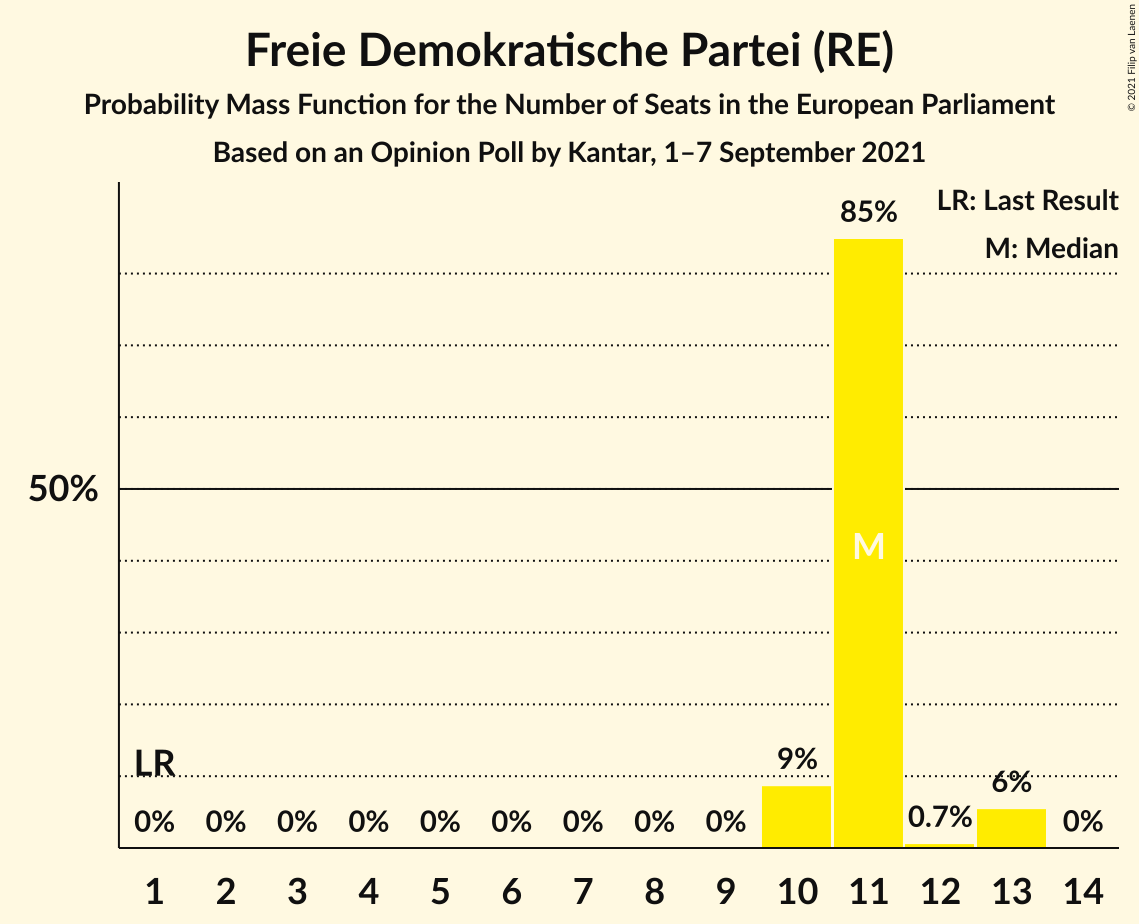 Freie Demokratische Partei (RE)
Probability Mass Function for the Number of Seats in the European Parliament
Based on an Opinion Poll by Kantar, 1–7 September 2021
© 2021 Filip van Laenen
LR: Last Result
M: Median
85%
50%
M
LR
9%
6%
0% 0% 0% 0% 0% 0% 0% 0% 0% 0.7% 0%
1 2 3 4 5 6 7 8 9 10 11 12 13 14